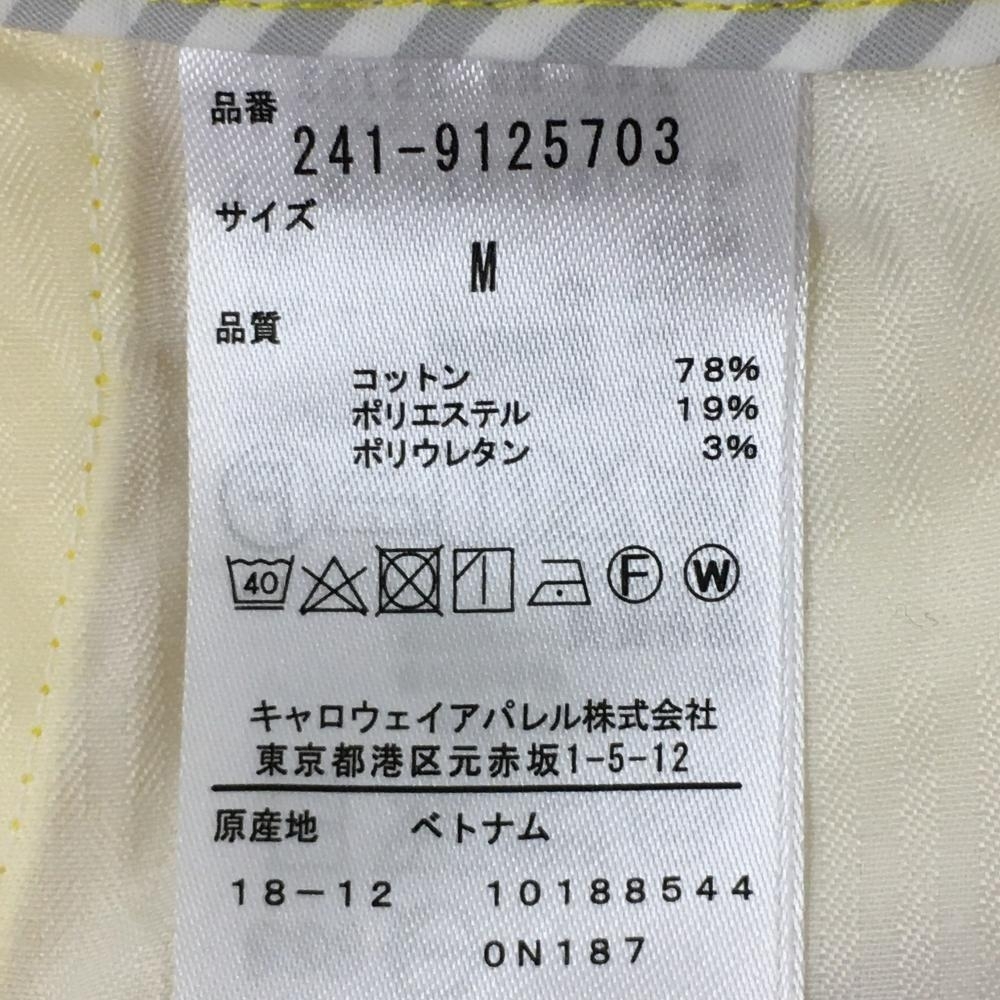 品番
241-9125703
サイズ
M
品質
コットン 78%
ポリエステル 19%
ポリウレタン 3%
40 F W
キャロウェイアパレル株式会社
東京都港区元赤坂1-5-12
原産地 ベトナム
18-12 10188544
0N187